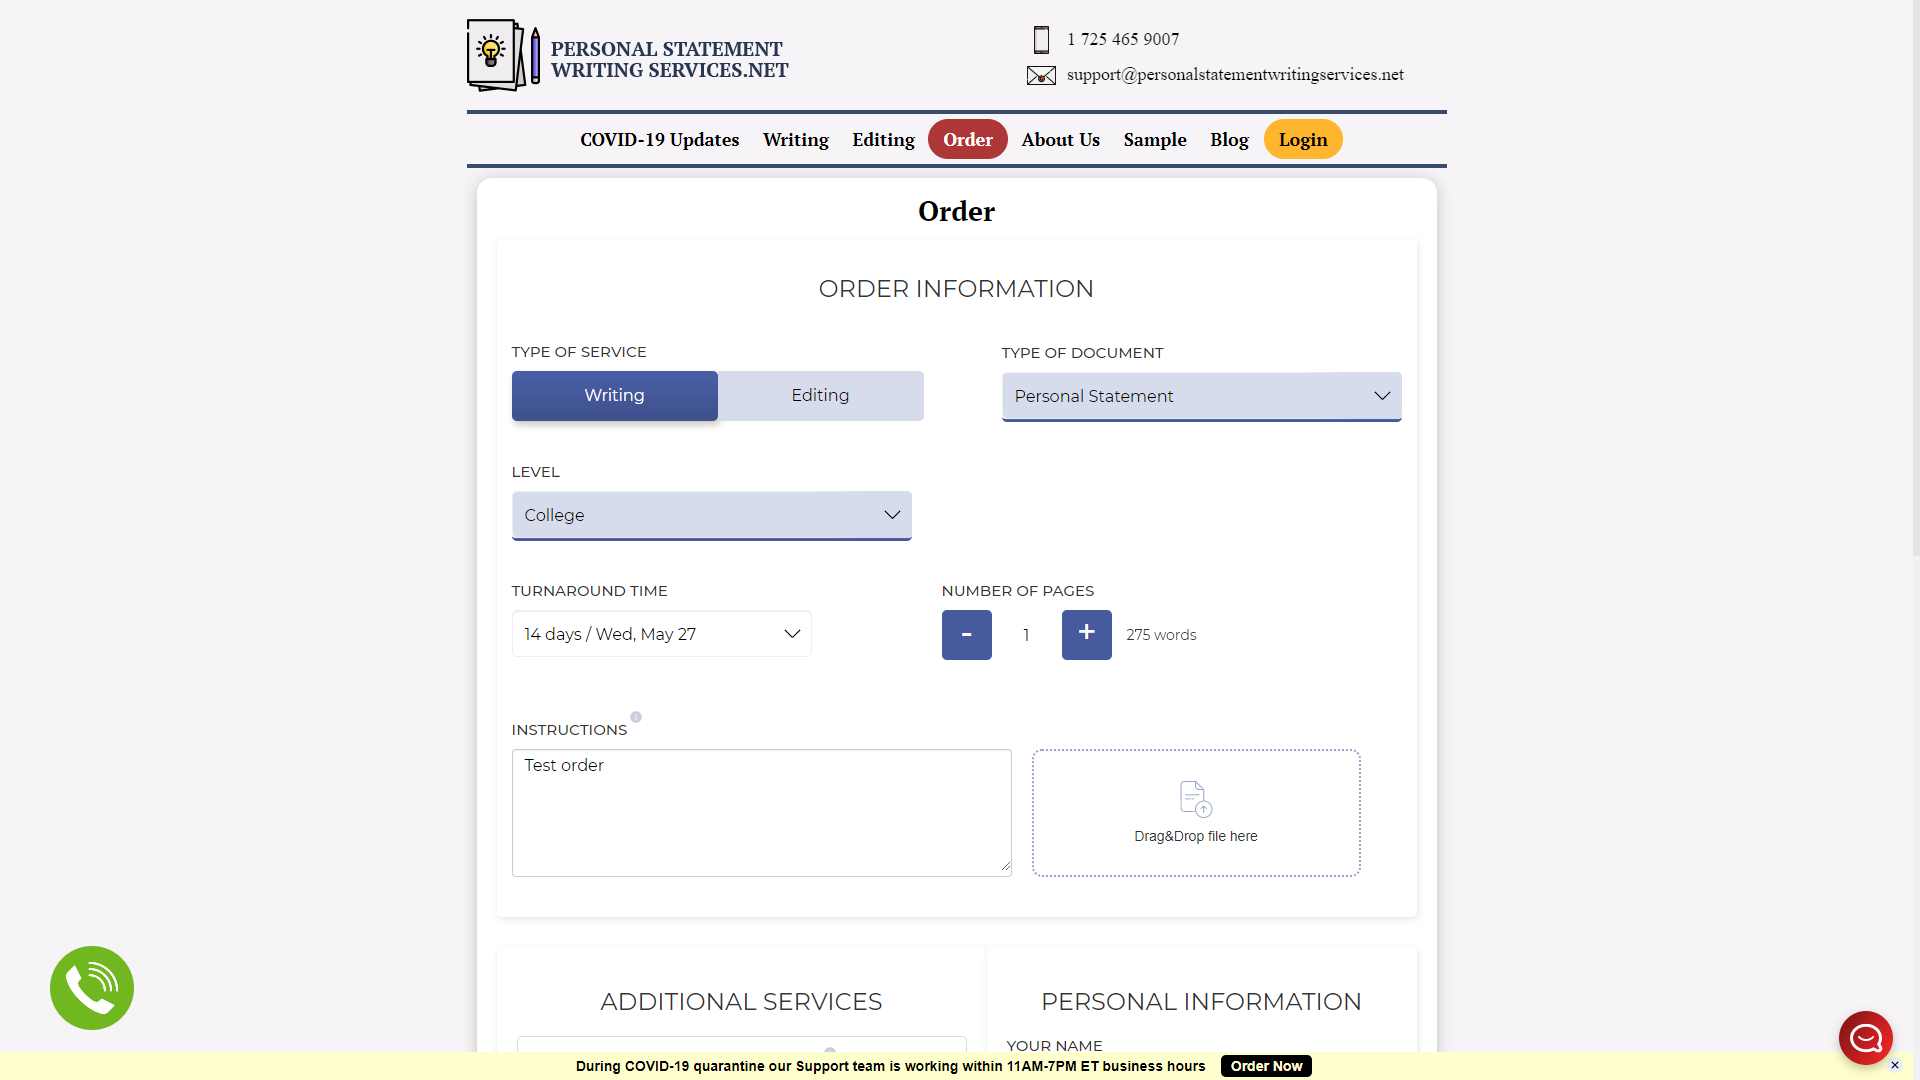 PERSONAL STATEMENT
WRITING SERVICES.NET
1 725 465 9007
support@personalstatementwritingservices.net
COVID-19 Updates Writing Editing Order About Us Sample Blog Login
Order
ORDER INFORMATION
TYPE OF SERVICE
Writing Editing
TYPE OF DOCUMENT
Personal Statement
LEVEL
College
TURNAROUND TIME
14 days / Wed, May 27
NUMBER OF PAGES
- 1 + 275 words
INSTRUCTIONS
Test order
Drag&Drop file here
ADDITIONAL SERVICES
PERSONAL INFORMATION
YOUR NAME
During COVID-19 quarantine our Support team is working within 11AM-7PM ET business hours Order Now